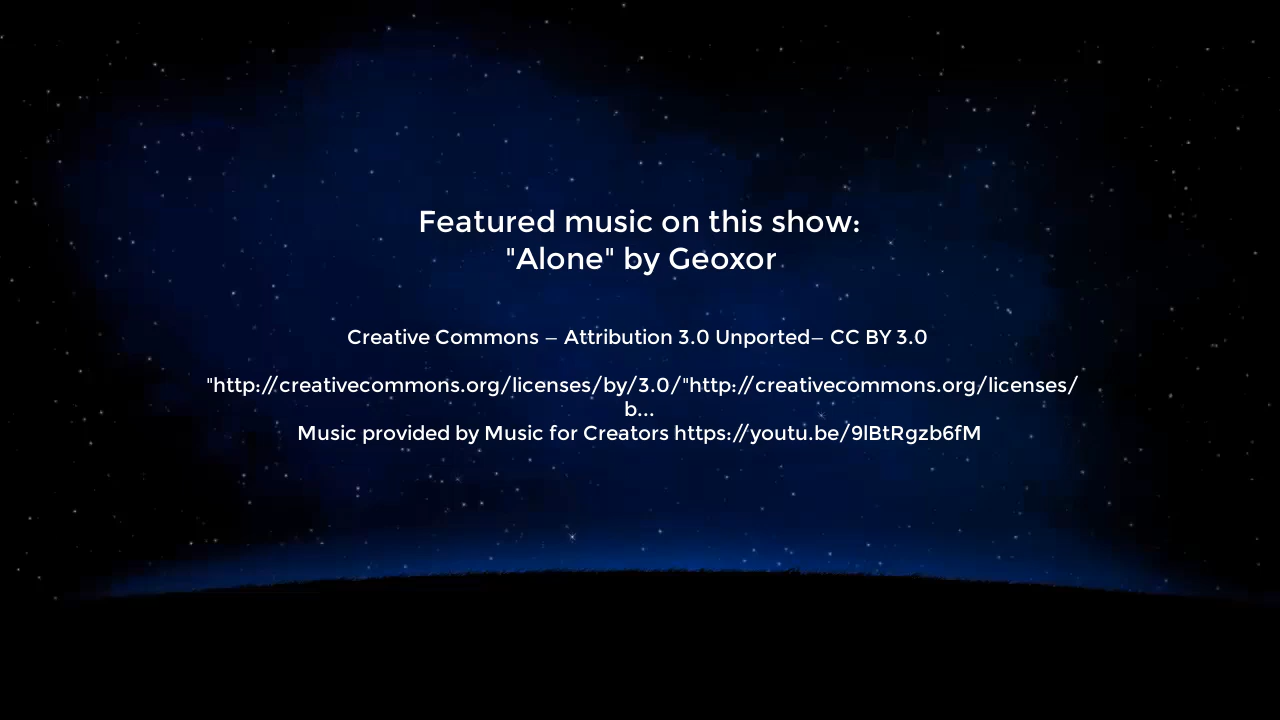 Featured music on this show:
"Alone" by Geoxor
Creative Commons – Attribution 3.0 Unported– CC BY 3.0
"http://creativecommons.org/licenses/by/3.0/"http://creativecommons.org/licenses/
b...
Music provided by Music for Creators https://youtu.be/9lBtRgzb6fM